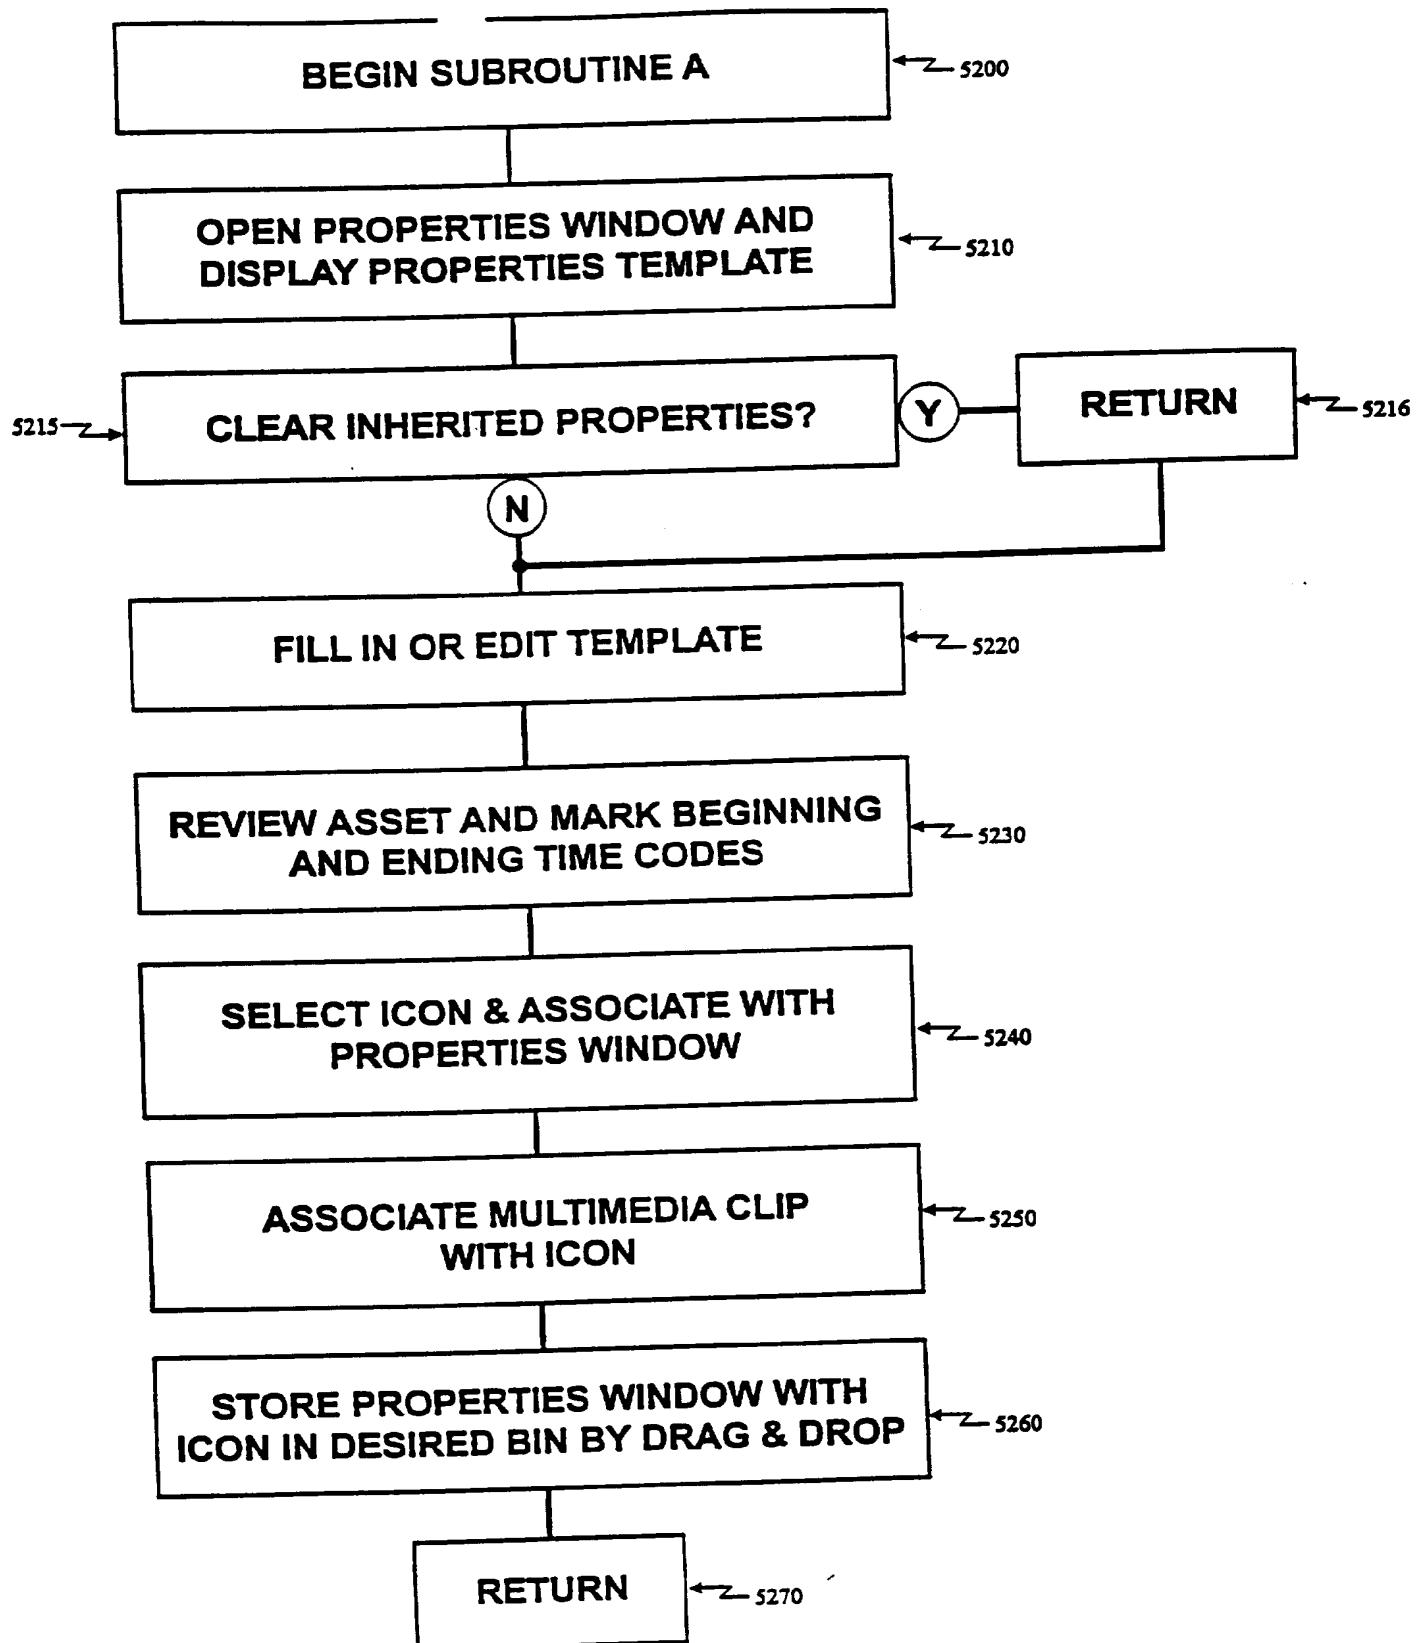 BEGIN SUBROUTINE A
5200
OPEN PROPERTIES WINDOW AND
DISPLAY PROPERTIES TEMPLATE
5210
5215
CLEAR INHERITED PROPERTIES?
Y
RETURN
5216
N
FILL IN OR EDIT TEMPLATE
5220
REVIEW ASSET AND MARK BEGINNING
AND ENDING TIME CODES
5230
SELECT ICON & ASSOCIATE WITH
PROPERTIES WINDOW
5240
ASSOCIATE MULTIMEDIA CLIP
WITH ICON
5250
STORE PROPERTIES WINDOW WITH
ICON IN DESIRED BIN BY DRAG & DROP
5260
RETURN
5270